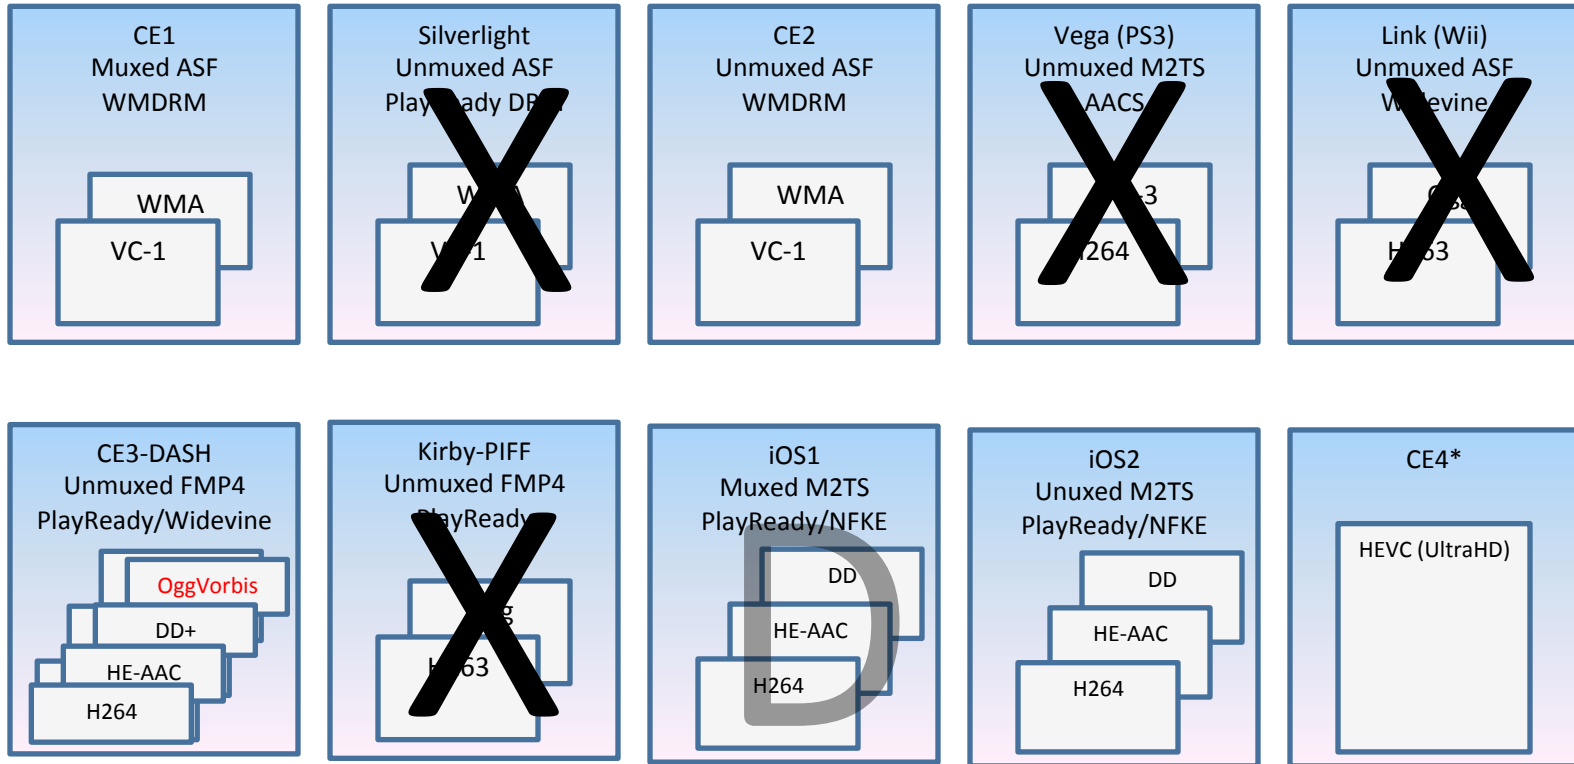 CE1
Muxed ASF
WMDRM
WMA
VC-1
Silverlight
Unmuxed ASF
X
CE2
Unmuxed ASF
WMDRM
WMA
VC-1
Vega (PS3)
Unmuxed M2TS
AACS
X
Link (Wii)
Unmuxed ASF
Widevine
X
CE3-DASH
Unmuxed FMP4
PlayReady/Widevine
OggVorbis
DD+
HE-AAC
H264
Kirby-PIFF
Unmuxed FMP4
PlayReady
X
iOS1
Muxed M2TS
PlayReady/NFKE
DD
HE-AAC
H264
D
iOS2
Unuxed M2TS
PlayReady/NFKE
DD
HE-AAC
H264
CE4*
HEVC (UltraHD)